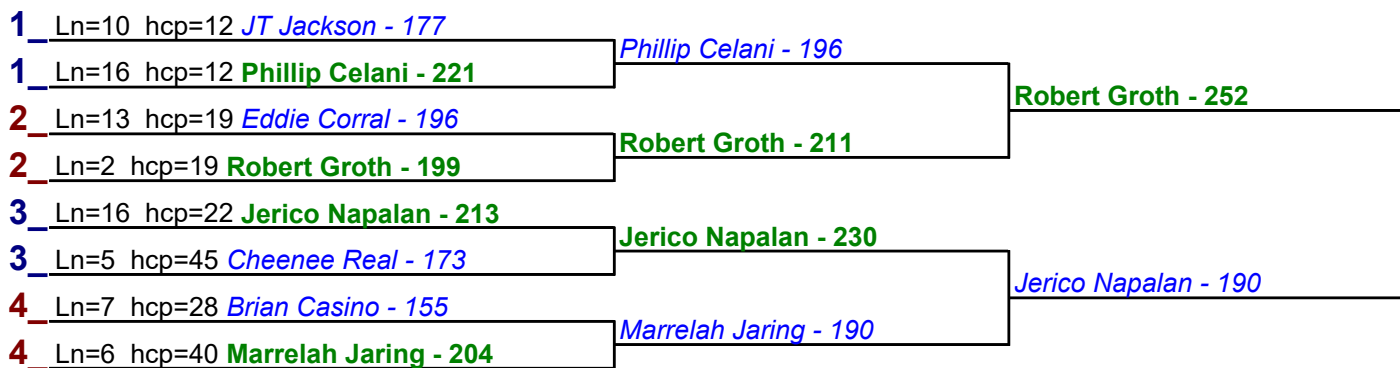 1_ Ln=10 hcp=12 JT Jackson - 177
Phillip Celani - 196
1_ Ln=16 hcp=12 Phillip Celani - 221
Robert Groth - 252
2_ Ln=13 hcp=19 Eddie Corral - 196
Robert Groth - 211
2_ Ln=2 hcp=19 Robert Groth - 199
3_ Ln=16 hcp=22 Jerico Napalan - 213
Jerico Napalan - 230
3_ Ln=5 hcp=45 Cheenee Real - 173
Jerico Napalan - 190
4_ Ln=7 hcp=28 Brian Casino - 155
Marrelah Jaring - 190
4_ Ln=6 hcp=40 Marrelah Jaring - 204